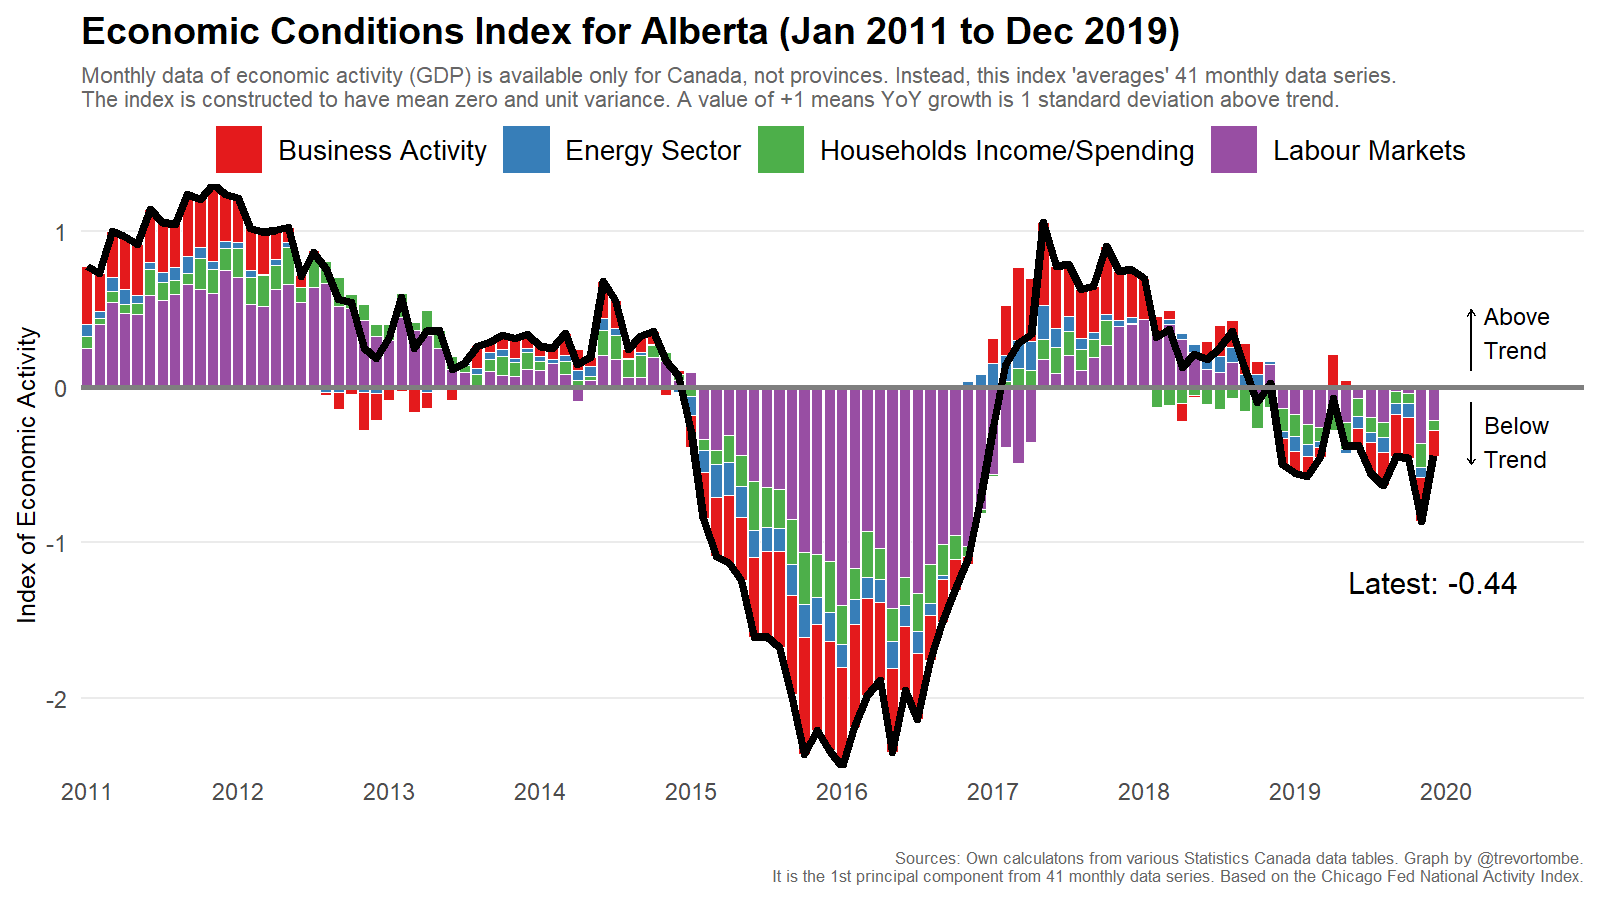 Economic Conditions Index for Alberta (Jan 2011 to Dec 2019)
Monthly data of economic activity (GDP) is available only for Canada, not provinces. Instead, this index 'averages' 41 monthly data series.
The index is constructed to have mean zero and unit variance. A value of +1 means YoY growth is 1 standard deviation above trend.
Business Activity
Energy Sector
Households Income/Spending
Labour Markets
Index of Economic Activity
1
0
-1
-2
Above
Trend
Below
Trend
Latest: -0.44
2011
2012
2013
2014
2015
2016
2017
2018
2019
2020
Sources: Own calculatons from various Statistics Canada data tables. Graph by @trevortombe.
It is the 1st principal component from 41 monthly data series. Based on the Chicago Fed National Activity Index.